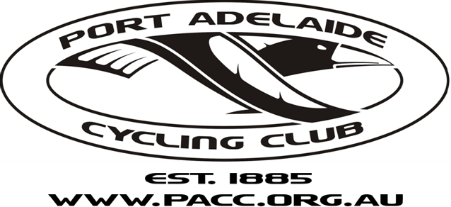 PORT ADELAIDE
CYCLING CLUB
EST. 1885
WWW.PACC.ORG.AU